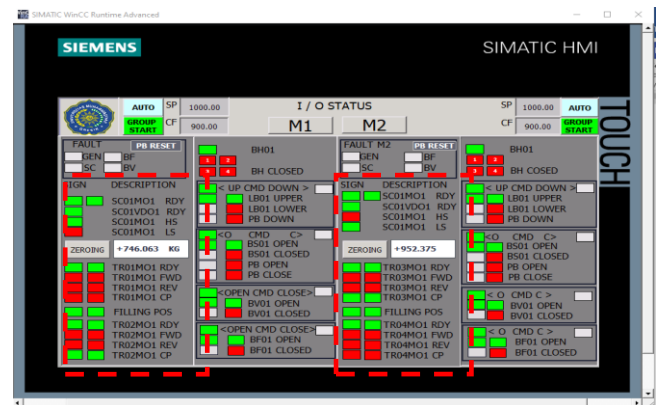 SIMATIC WinCC Runtime Advanced
SIEMENS
SIMATIC HMI
TOUCH
AUTO SP 1000.00 I / O STATUS SP 1000.00 AUTO
GROUP START CF 900.00 M1 M2 CF 900.00 GROUP START
FAULT PB RESET
GEN BF
SC BV
BH01
1 2
3 4 BH CLOSED
FAULT M2 PB RESET
GEN BF
SC BV
BH01
1 2
3 4 BH COSED
SIGN DESCRIPTION
SC01MO1 RDY
SC01VDO1 RDY
SC01MO1 HS
SC01MO1 LS
ZEROING +746.063 KG
TR01MO1 RDY
TR01MO1 FWD
TR01MO1 REV
TR01MO1 CP
FILLING POS
TR02MO1 RDY
TR02MO1 FWD
TR02MO1 REV
TR02MO1 CP
< UP CMD DOWN >
LB01 UPPER
LB01 LOWER
PB DOWN
<O CMD C>
BS01 OPEN
BS01 CLOSED
PB OPEN
PB CLOSE
<OPEN CMD CLOSE>
BV01 OPEN
BV01 CLOSED
<OPEN CMD CLOSE>
BF01 OPEN
BF01 CLOSED
SIGN DESCRIPTION
SC01MO1 RDY
SC01VDO1 RDY
SC01MO1 HS
SC01MO1 LS
ZEROING +952.375
TR03MO1 RDY
TR03MO1 FWD
TR03MO1 REV
TR03MO1 CP
FILLING POS
TR04MO1 RDY
TR04MO1 FWD
TR04MO1 REV
TR04MO1 CP
< UP CMD DOWN >
LB01 UPPER
LB01 LOWER
PB DOWN
<O CMD C>
BS01 OPEN
BS01 CLOSED
PB OPEN
PB CLOSE
< O CMD C >
BV01 OPEN
BV01 CLOSED
< O CMD C >
BF01 OPEN
BF01 CLOSED